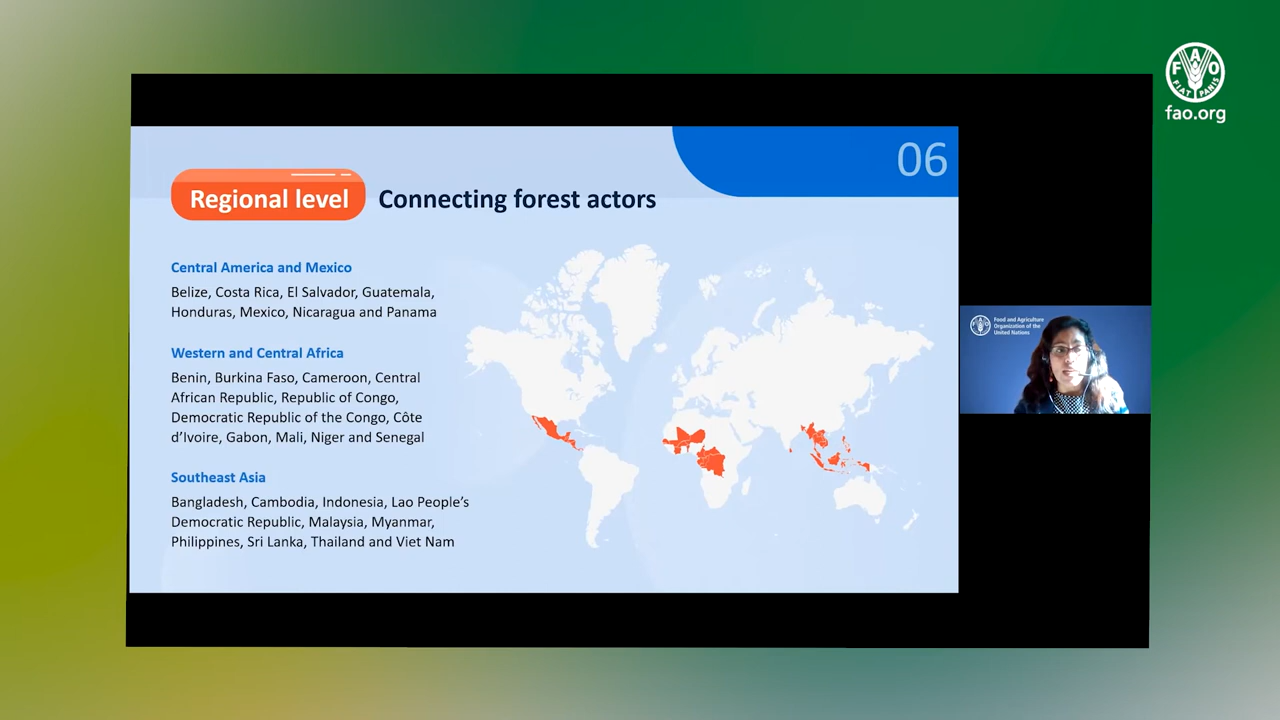 FAO
FIAT PANIS
fao.org
06
Regional level
Connecting forest actors
Central America and Mexico
Belize, Costa Rica, El Salvador, Guatemala,
Honduras, Mexico, Nicaragua and Panama
Western and Central Africa
Benin, Burkina Faso, Cameroon, Central
African Republic, Republic of Congo,
Democratic Republic of the Congo, Côte
d’Ivoire, Gabon, Mali, Niger and Senegal
Southeast Asia
Bangladesh, Cambodia, Indonesia, Lao People’s
Democratic Republic, Malaysia, Myanmar,
Philippines, Sri Lanka, Thailand and Viet Nam
Food and Agriculture
Organization of the
United Nations